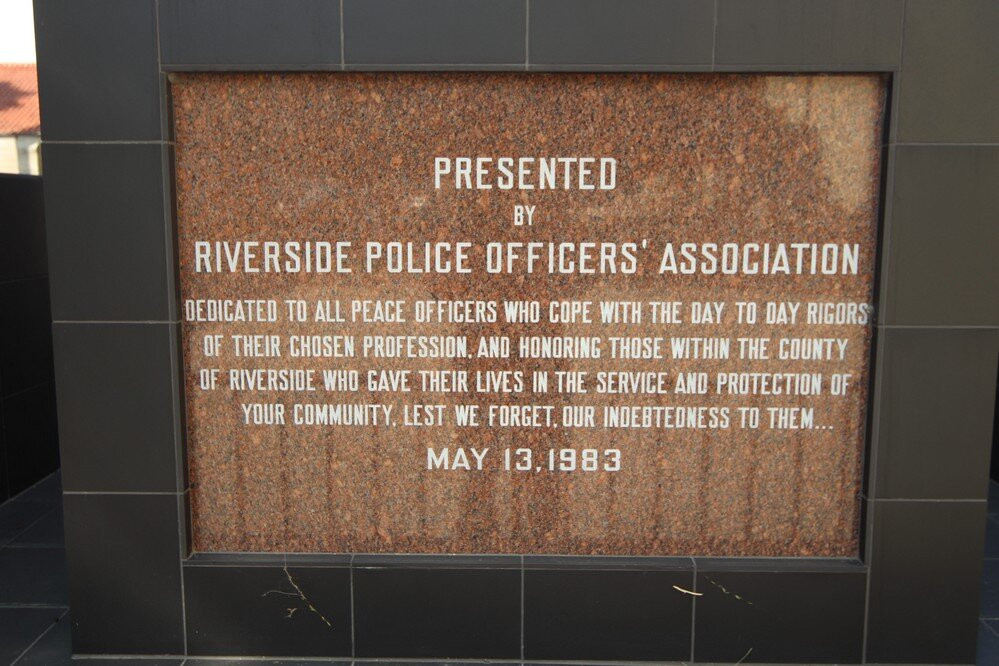 PRESENTED
BY
RIVERSIDE POLICE OFFICERS' ASSOCIATION
DEDICATED TO ALL PEACE OFFICERS WHO COPE WITH THE DAY TO DAY RIGORS
OF THEIR CHOSEN PROFESSION, AND HONORING THOSE WITHIN THE COUNTY
OF RIVERSIDE WHO GAVE THEIR LIVES IN THE SERVICE AND PROTECTION OF
YOUR COMMUNITY, LEST WE FORGET, OUR INDEBTEDNESS TO THEM...
MAY 13, 1983